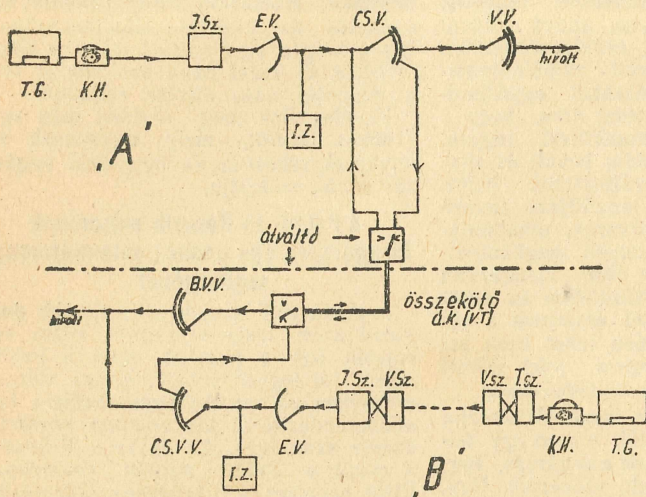 J.Sz. E.V. CS.V. V.V.
hívott
T.G. K.H.
I.Z.
„A”
átváltó
B.V.V.
összekötő
á.k. [V.T]
hívott
J.Sz. V.Sz. V.sz. T.sz.
C.S.V.V. E.V. K.H. T.G.
I.Z.
„B”